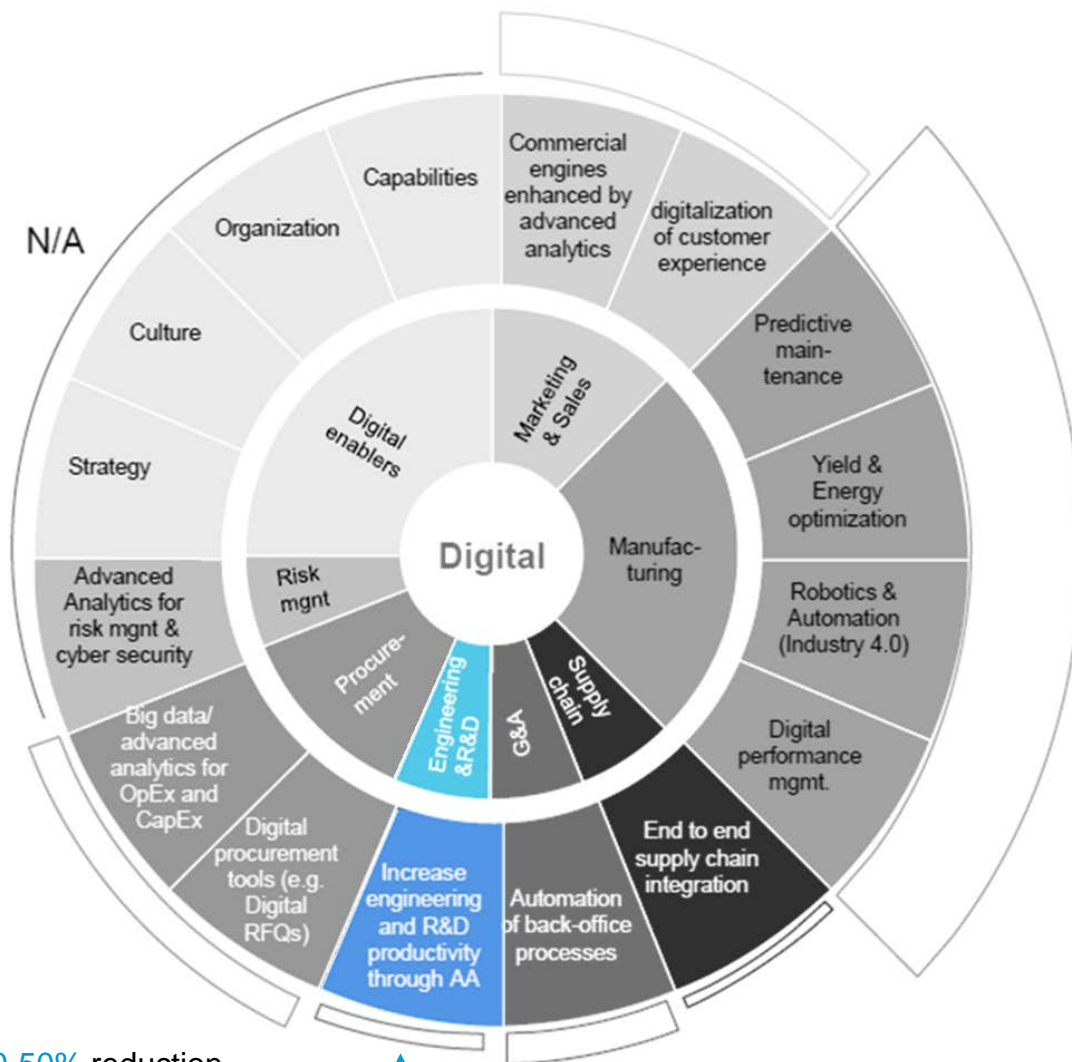 N/A
Capabilities
Organization
Culture
Strategy
Commercial
engines
enhanced by
advanced
analytics
digitalization
of customer
experience
Predictive
main-
tenance
Yield &
Energy
optimization
Robotics &
Automation
(Industry 4.0)
Digital
performance
mgmt.
End to end
supply chain
integration
Automation
of back-office
processes
Increase
engineering
and R&D
productivity
through AA
Digital
procurement
tools (e.g.
Digital
RFQs)
Big data/
advanced
analytics for
OpEx and
CapEx
Advanced
Analytics for
risk mgnt &
cyber security
Digital
enablers
Marketing
& Sales
Manufac-
turing
Supply
chain
G&A
Engineering
&R&D
Procure-
ment
Risk
mgnt
Digital
reduction